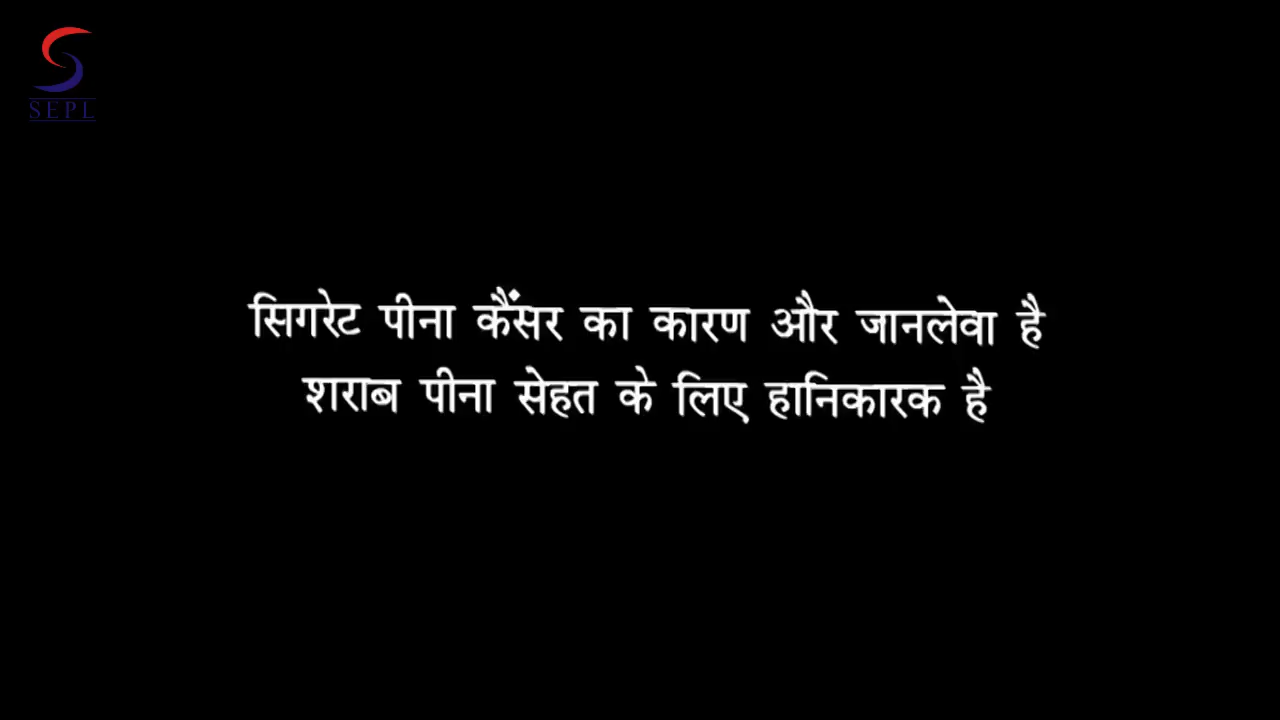 SEPL
सिगरेट पीना कैंसर का कारण और जानलेवा है
शराब पीना सेहत के लिए हानिकारक है